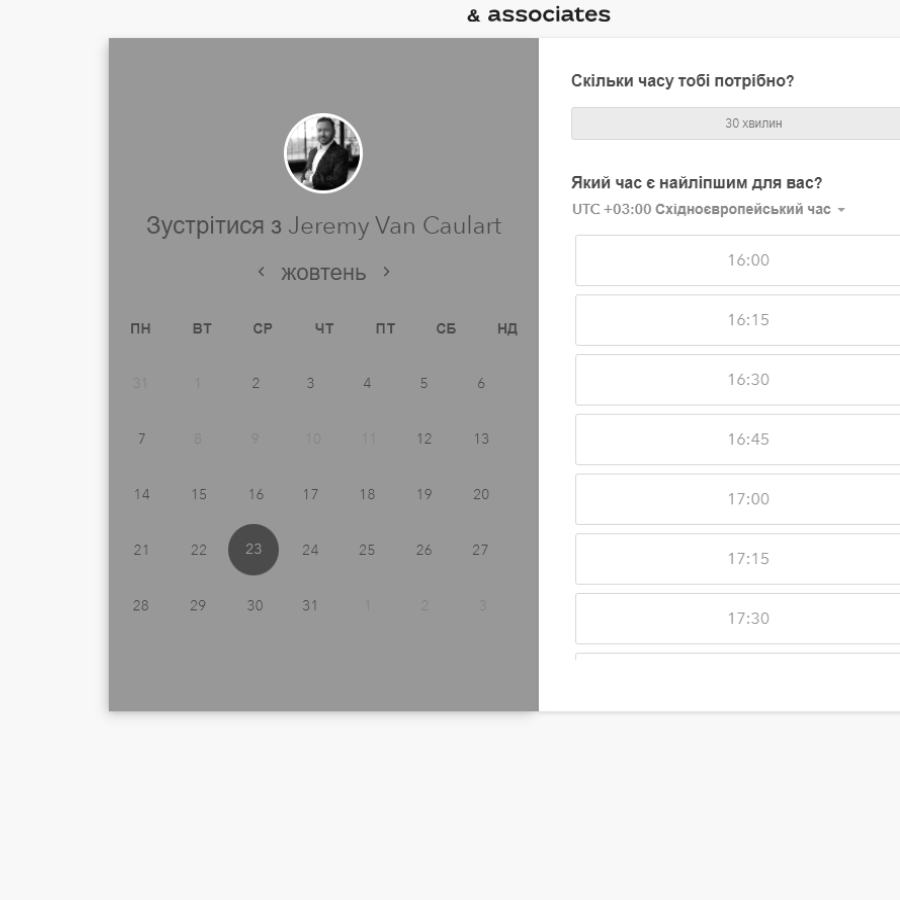 & associates
Зустрітися з Jeremy Van Caulart
жовтень
ПН ВТ СР ЧТ ПТ СБ НД
31 1 2 3 4 5 6
7 8 9 10 11 12 13
14 15 16 17 18 19 20
21 22 23 24 25 26 27
28 29 30 31 1 2 3
Скільки часу тобі потрібно?
30 хвилин
Який час є найліпшим для вас?
UTC +03:00 Східноєвропейський час
16:00
16:15
16:30
16:45
17:00
17:15
17:30